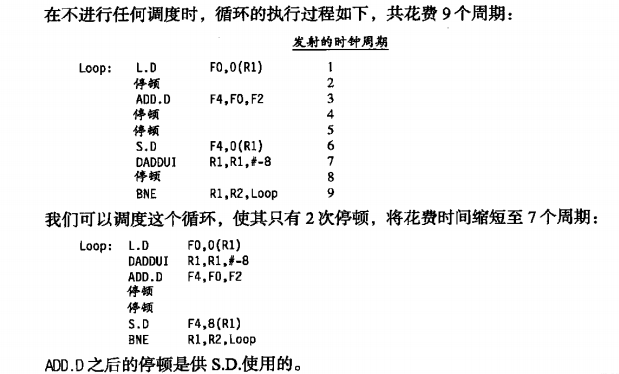 在不进行任何调度时，循环的执行过程如下，共花费9个周期：
发射的时钟周期
Loop: L.D F0,0(R1) 1
停顿 2
ADD.D F4,F0,F2 3
停顿 4
停顿 5
S.D F4,0(R1) 6
DADDUI R1,R1,#-8 7
停顿 8
BNE R1,R2,Loop 9
我们可以调度这个循环，使其只有2次停顿，将花费时间缩短至7个周期：
Loop: L.D F0,0(R1)
DADDUI R1,R1,#-8
ADD.D F4,F0,F2
停顿
停顿
S.D F4,8(R1)
BNE R1,R2,Loop
ADD.D之后的停顿是供S.D.使用的。